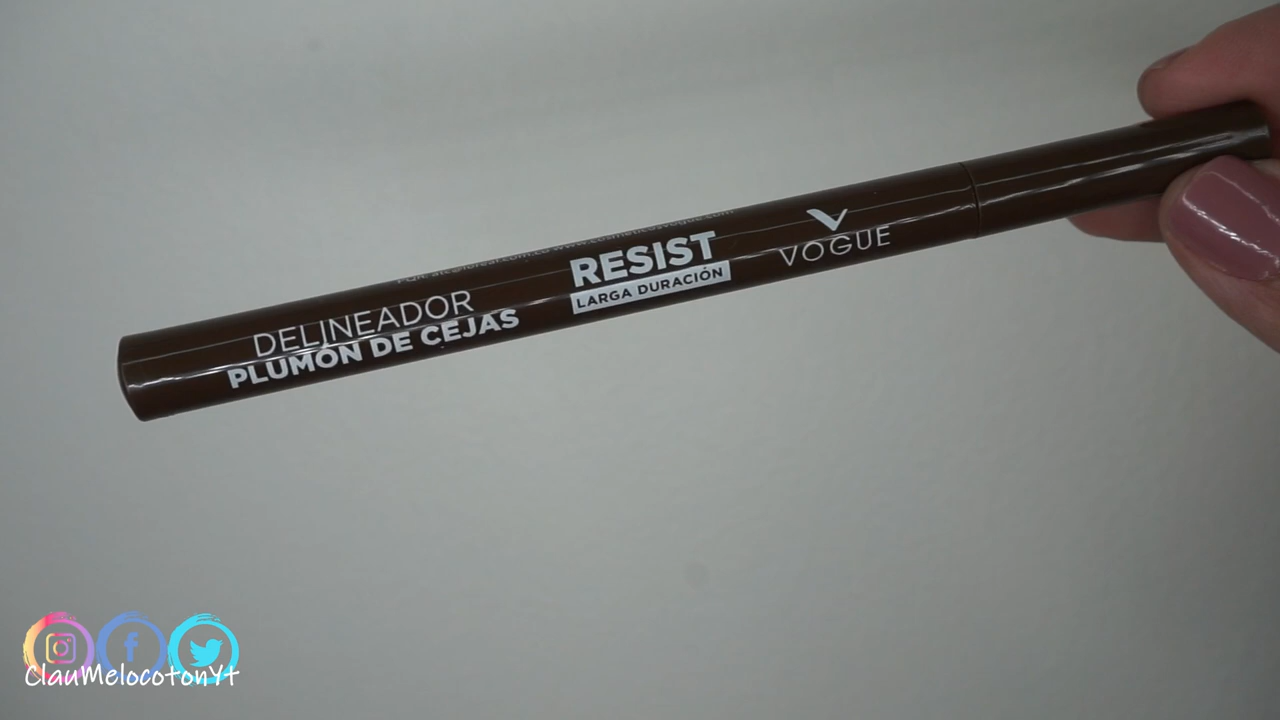 DELINEADOR
PLUMÓN DE CEJAS
RESIST
LARGA DURACIÓN
VOGUE
ClauMelocotonYt